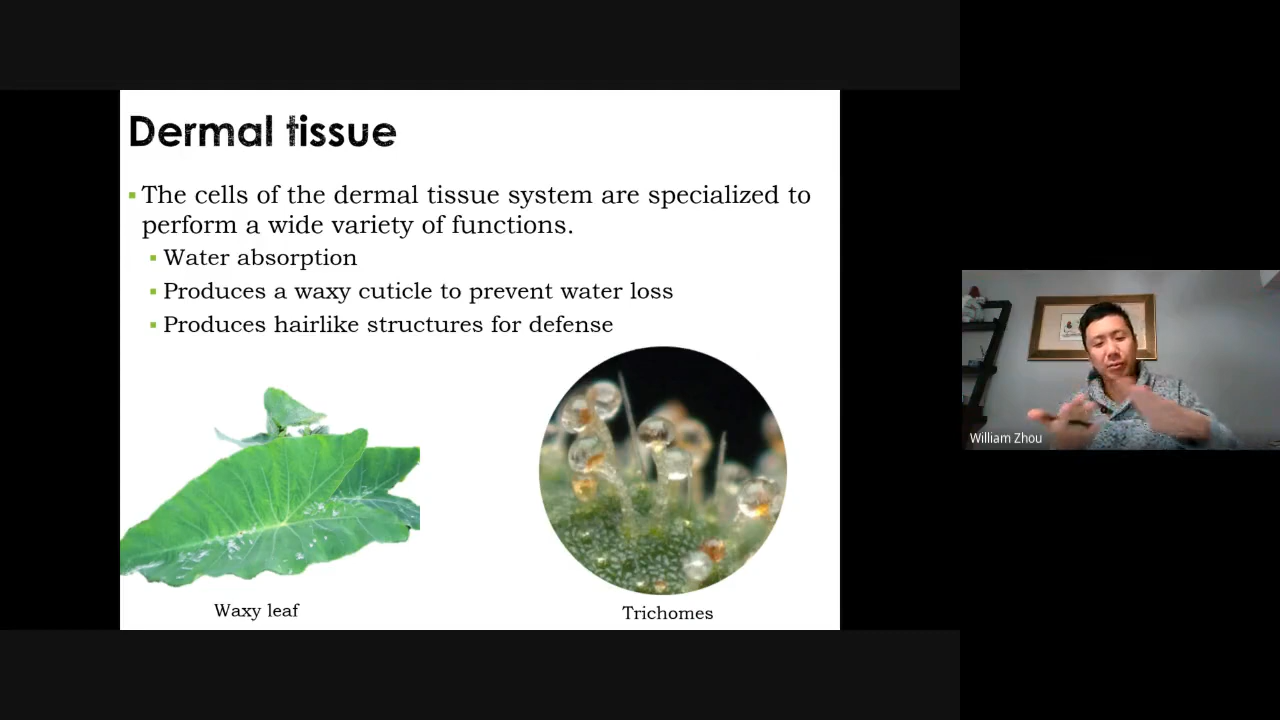 Dermal tissue
The cells of the dermal tissue system are specialized to
perform a wide variety of functions.
Water absorption
Produces a waxy cuticle to prevent water loss
Produces hairlike structures for defense
Waxy leaf
Trichomes
William Zhou